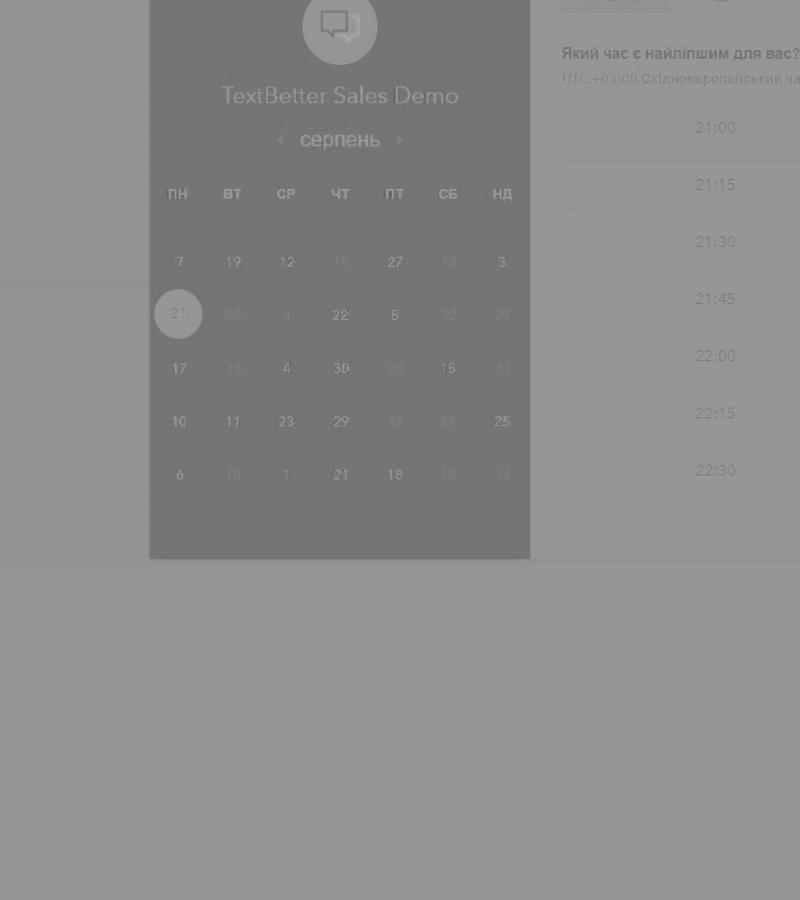 TextBetter Sales Demo
‹ серпень ›
ПН ВТ СР ЧТ ПТ СБ НД
7 19 12 19 27 12 3
21 28 4 22 5 22 27
17 13 4 30 20 15 31
10 11 23 29 13 24 25
6 18 1 21 18 18 14
Який час є найліпшим для вас?
UTC +03:00 Східноєвропейський ча
21:00
21:15
21:30
21:45
22:00
22:15
22:30